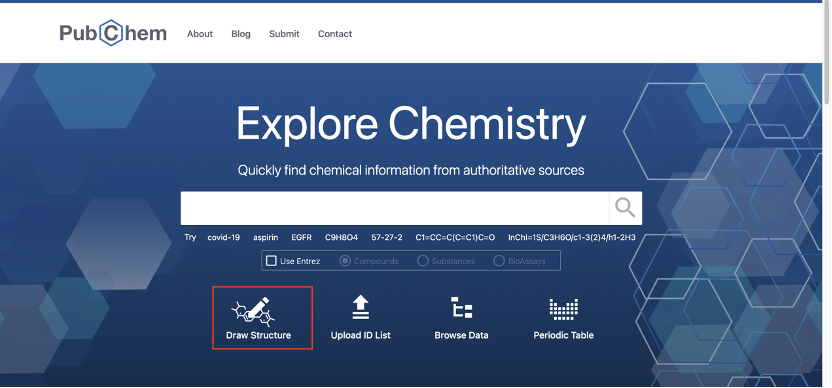 PubChem About Blog Submit Contact
Explore Chemistry
Quickly find chemical information from authoritative sources
Try covid-19 aspirin EGFR C9H8O4 57-27-2 C1=CC=C(C=C1)C=O InChI=1S/C3H6O/c1-3(2)4/h1-2H3
Use Entrez Compounds Substances BioAssays
Draw Structure Upload ID List Browse Data Periodic Table